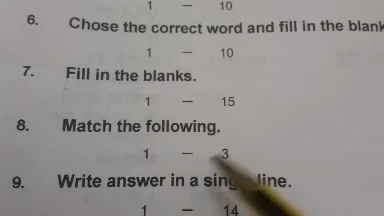 1 – 10
6. Chose the correct word and fill in the blank
1 – 10
7. Fill in the blanks.
1 – 15
8. Match the following.
1 – 3
9. Write answer in a line.
1 – 14